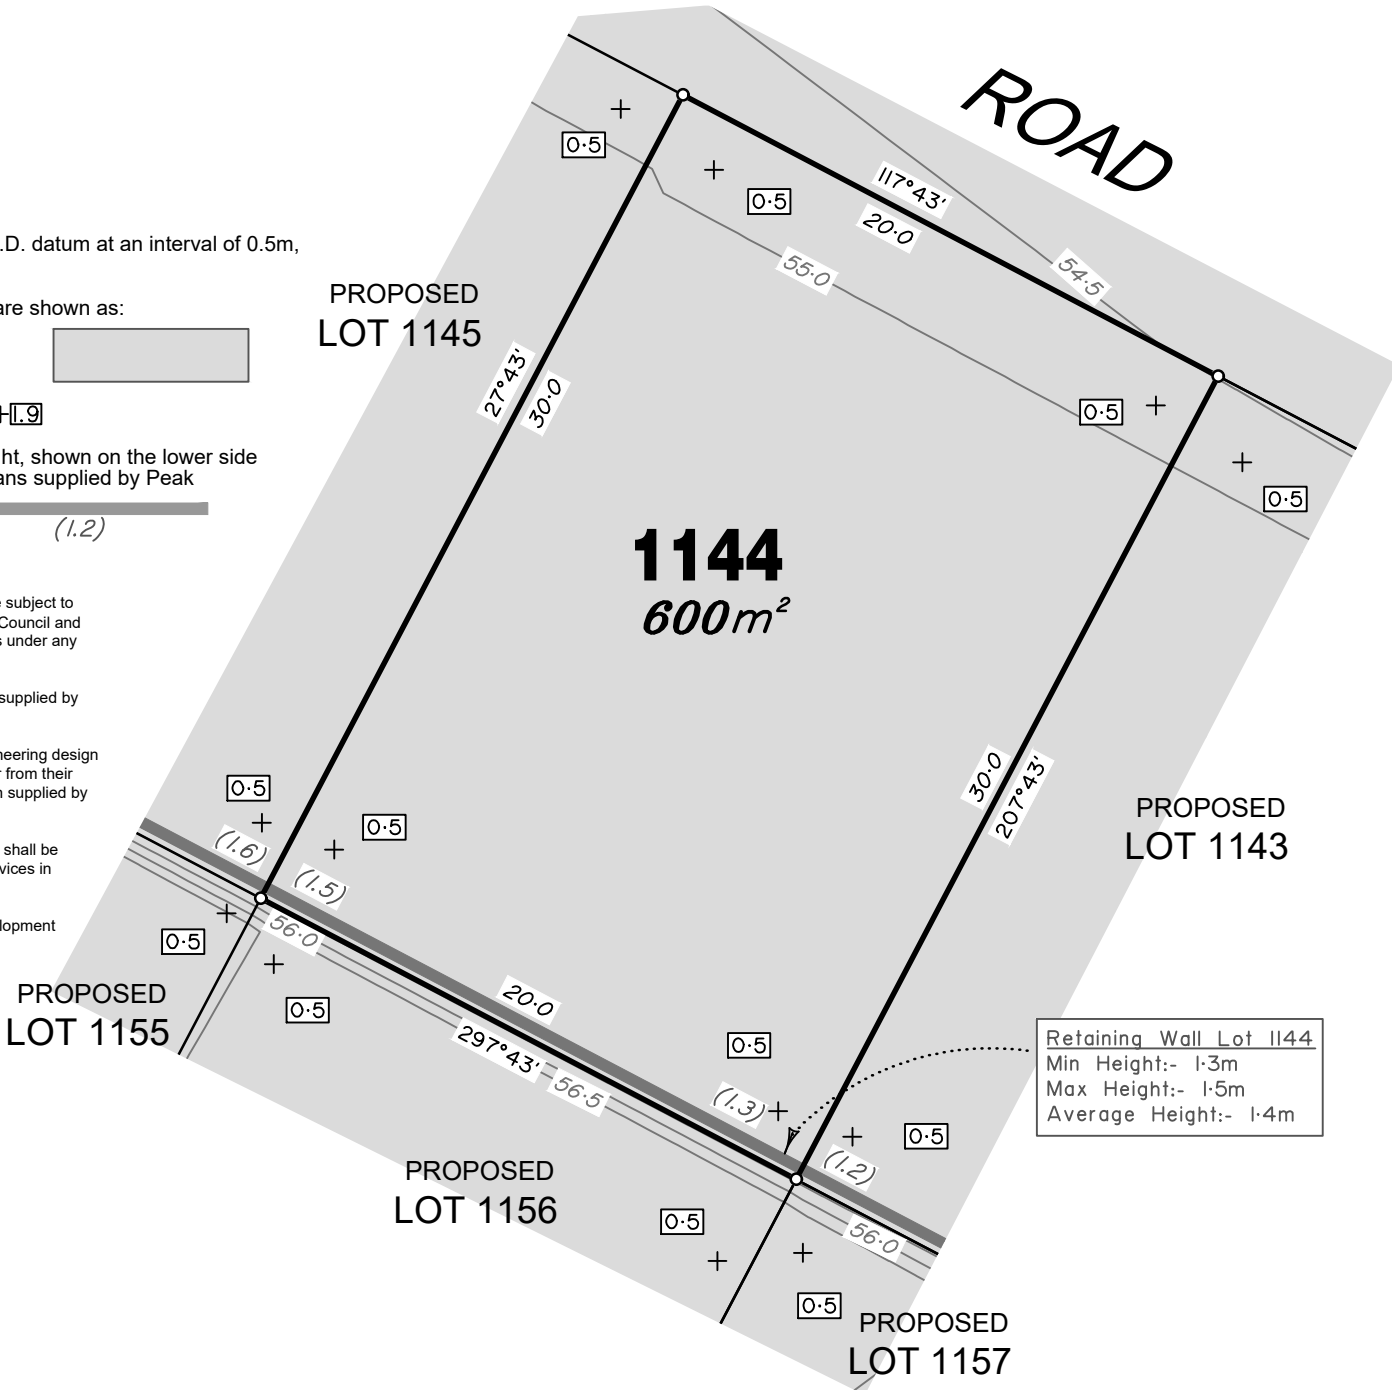 ROAD
117°43'
20·0
54·5
55·0
0·5
0·5
0·5
0·5
.D. datum at an interval of 0.5m,
are shown as:
1.9
ht, shown on the lower side
ans supplied by Peak
(1.2)
e subject to
Council and
s under any
supplied by
neering design
r from their
n supplied by
shall be
vices in
lopment
PROPOSED
LOT 1145
27°43'
30·0
1144
600m²
30·0
207°43'
PROPOSED
LOT 1143
0·5
0·5
(1.6)
(1.5)
56·0
0·5
0·5
PROPOSED
LOT 1155
20·0
297°43'
56·5
0·5
(1.3)
0·5
(1.2)
Retaining Wall Lot 1144
Min Height:- 1·3m
Max Height:- 1·5m
Average Height:- 1·4m
PROPOSED
LOT 1156
0·5
56·0
0·5
PROPOSED
LOT 1157